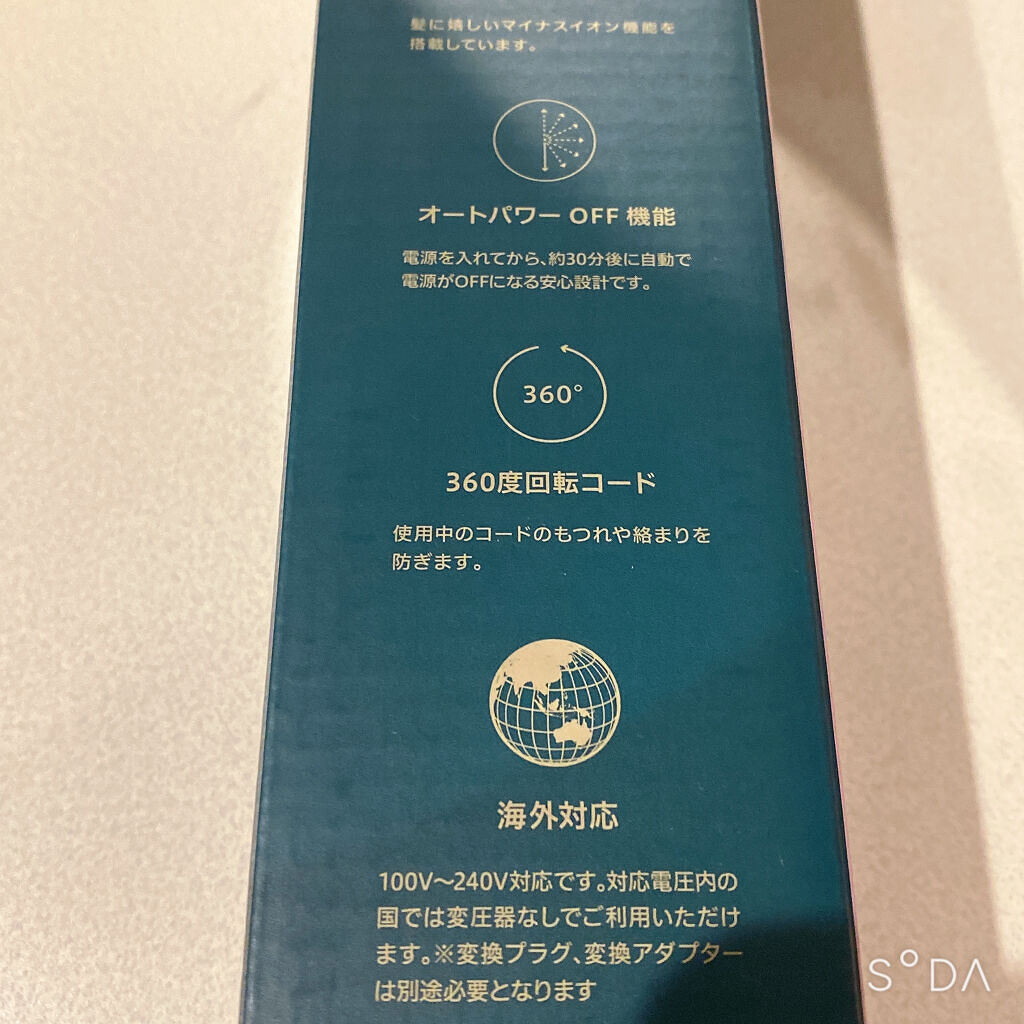 髪に嬉しいマイナスイオン機能を
搭載しています。
オートパワー OFF 機能
電源を入れてから、約30分後に自動で
電源がOFFになる安心設計です。
360°
360度回転コード
使用中のコードのもつれや絡まりを
防ぎます。
海外対応
100V～240V対応です。対応電圧内の
国では変圧器なしでご利用いただけ
ます。※変換プラグ、変換アダプター
は別途必要となります
SODA